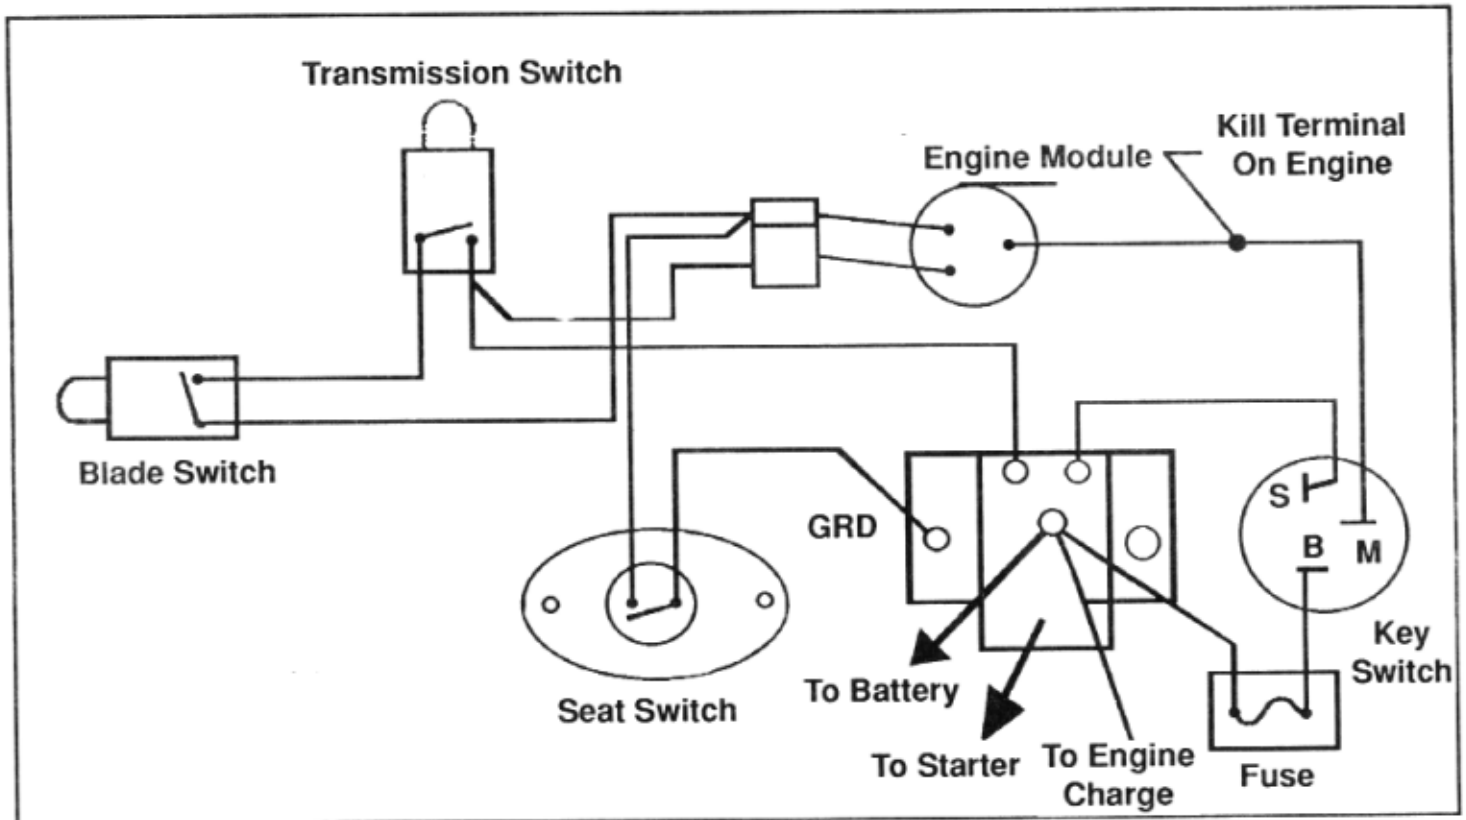 Transmission Switch
Kill Terminal
On Engine
Engine Module
Blade Switch
GRD
S
B
M
Key
Switch
To Battery
Seat Switch
To Starter
To Engine
Charge
Fuse